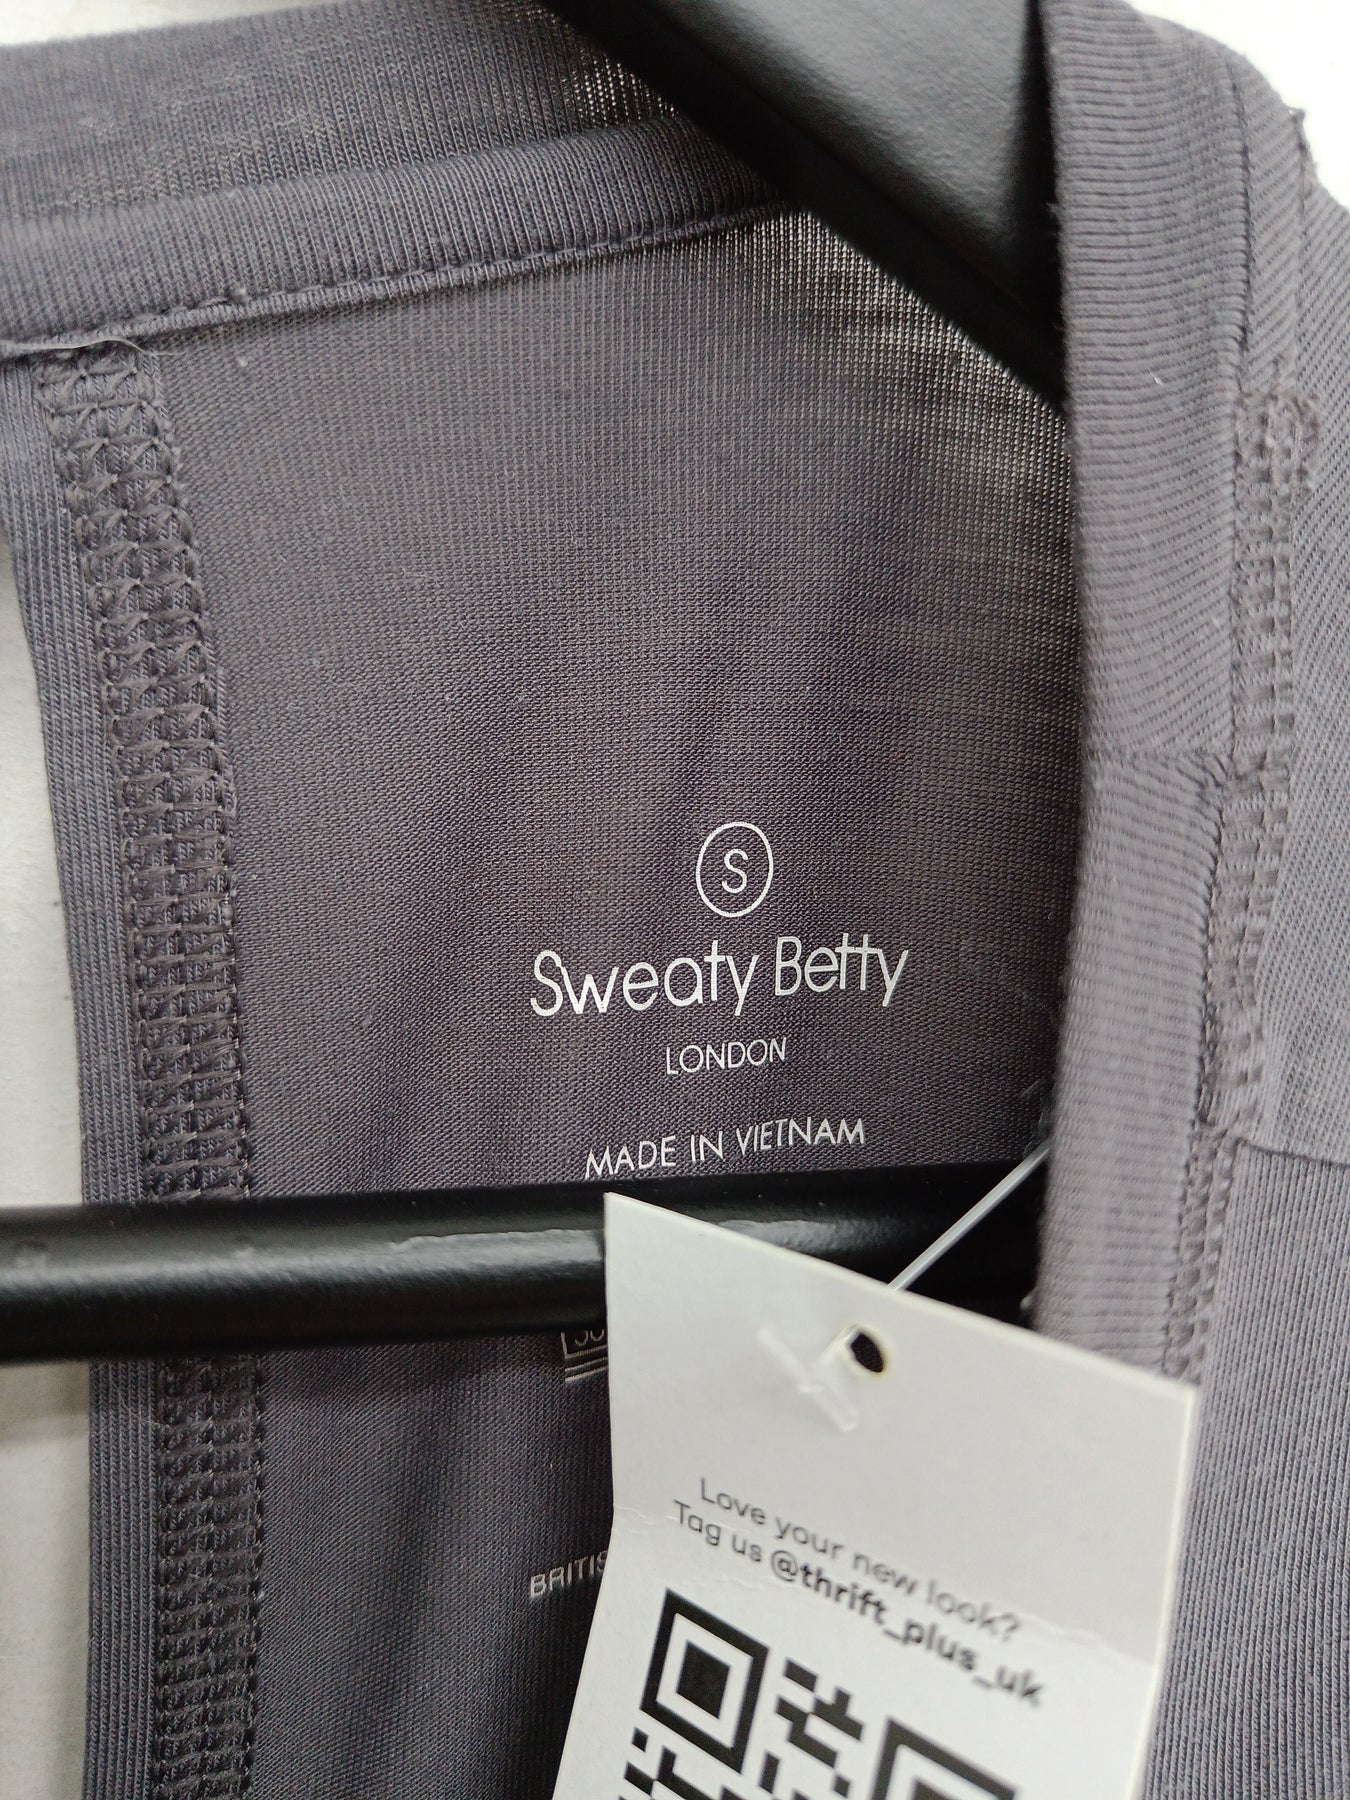 S
Sweaty Betty
LONDON
MADE IN VIETNAM
Love your new look?
Tag us @thrift_plus_uk